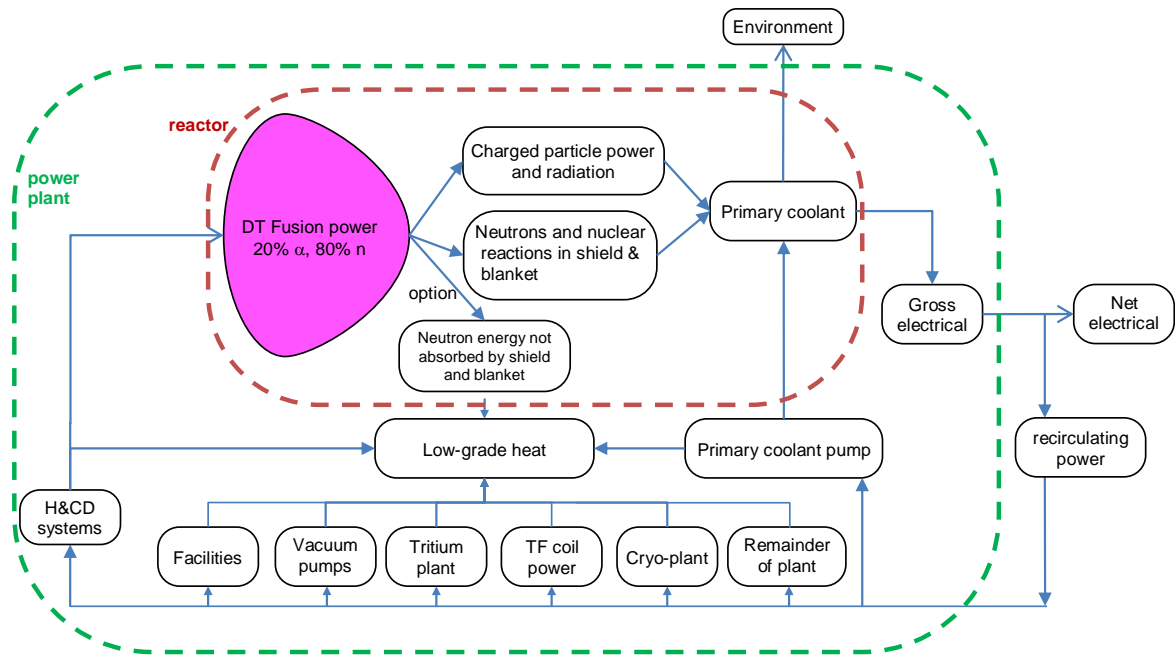 Environment
reactor
power
plant
Charged particle power
and radiation
DT Fusion power
20% α, 80% n
Primary coolant
Neutrons and nuclear
reactions in shield &
blanket
option
Gross
electrical
Net
electrical
Neutron energy not
absorbed by shield
and blanket
Low-grade heat
Primary coolant pump
recirculating
power
H&CD
systems
Facilities
Vacuum
pumps
Tritium
plant
TF coil
power
Cryo-plant
Remainder
of plant